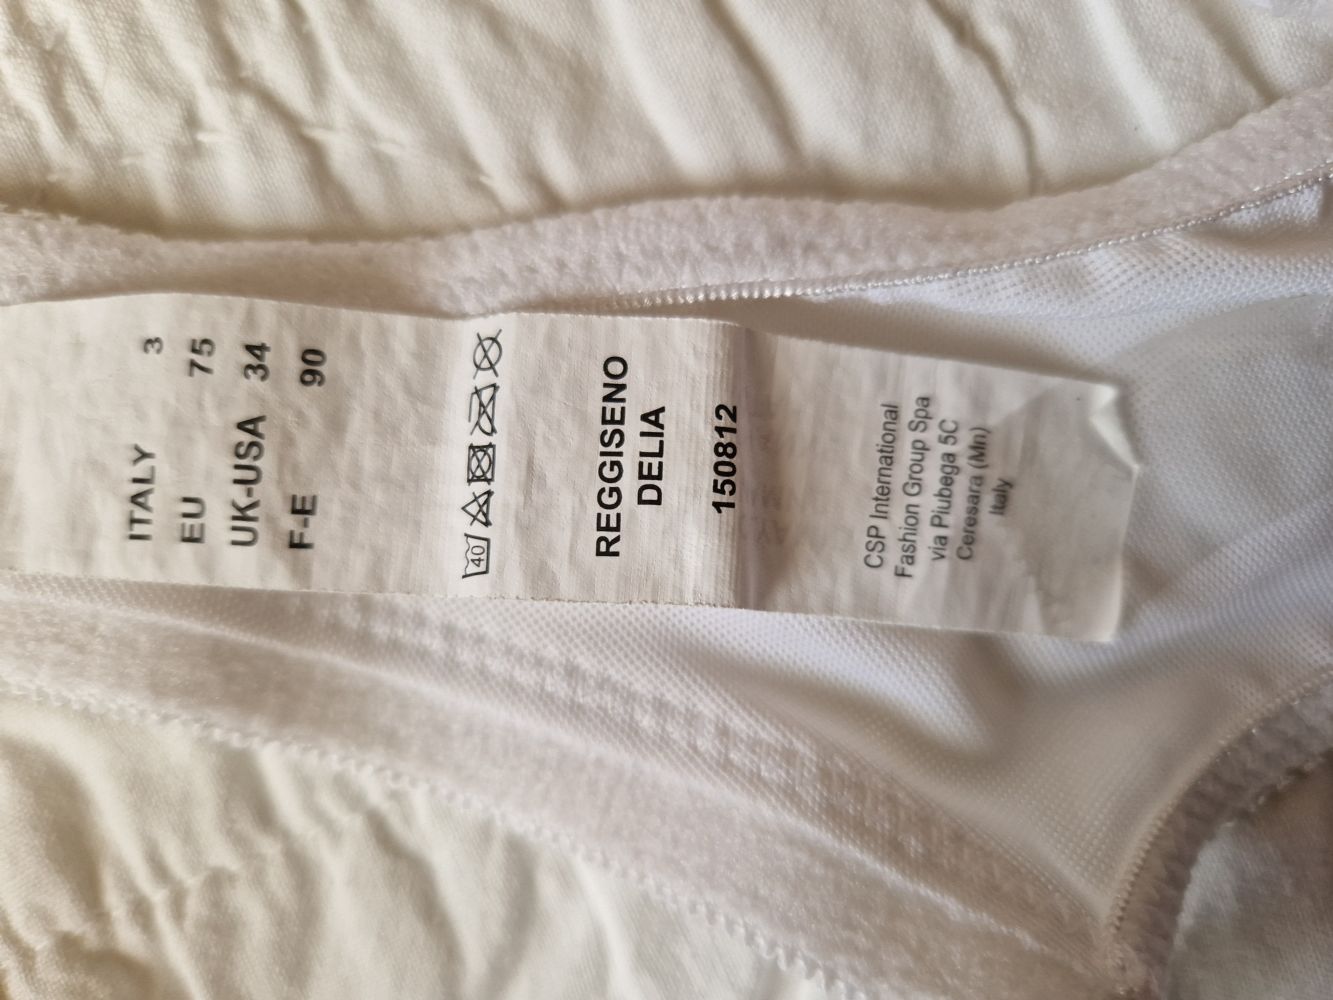 ITALY 3
EU 75
UK-USA 34
F-E 90
40
REGGISENO
DELIA
150812
CSP International
Fashion Group Spa
via Piubega 5C
Ceresara (Mn)
Italy